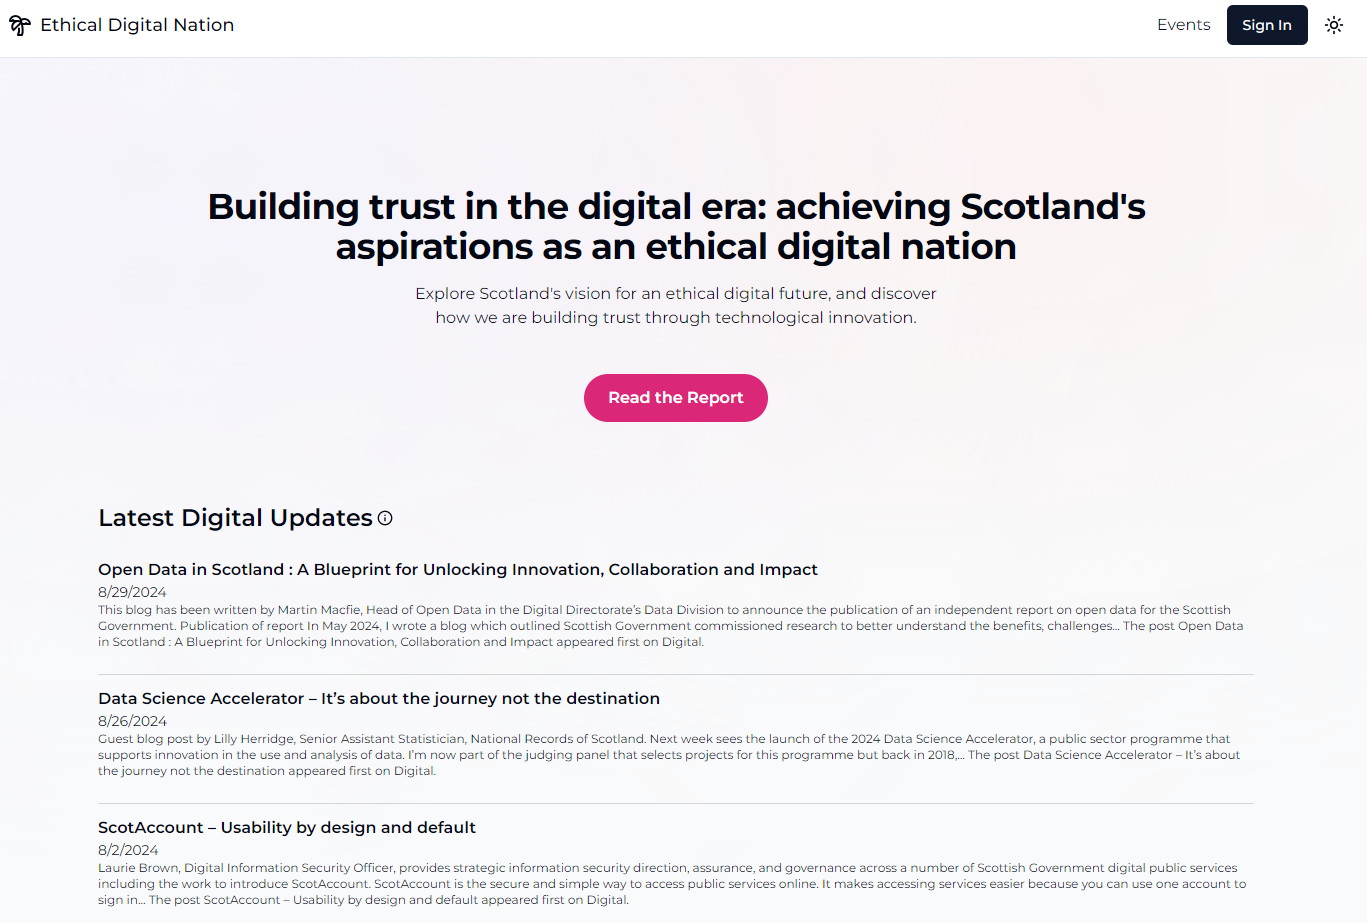 Ethical Digital Nation
Events
Sign In
Building trust in the digital era: achieving Scotland's
aspirations as an ethical digital nation
Explore Scotland's vision for an ethical digital future, and discover
how we are building trust through technological innovation.
Read the Report
Latest Digital Updates
Open Data in Scotland : A Blueprint for Unlocking Innovation, Collaboration and Impact
8/29/2024
This blog has been written by Martin Macfie, Head of Open Data in the Digital Directorate’s Data Division to announce the publication of an independent report on open data for the Scottish
Government. Publication of report In May 2024, I wrote a blog which outlined Scottish Government commissioned research to better understand the benefits, challenges... The post Open Data
in Scotland : A Blueprint for Unlocking Innovation, Collaboration and Impact appeared first on Digital.
Data Science Accelerator – It’s about the journey not the destination
8/26/2024
Guest blog post by Lilly Herridge, Senior Assistant Statistician, National Records of Scotland. Next week sees the launch of the 2024 Data Science Accelerator, a public sector programme that
supports innovation in the use and analysis of data. I’m now part of the judging panel that selects projects for this programme but back in 2018,... The post Data Science Accelerator – It’s about
the journey not the destination appeared first on Digital.
ScotAccount – Usability by design and default
8/2/2024
Laurie Brown, Digital Information Security Officer, provides strategic information security direction, assurance, and governance across a number of Scottish Government digital public services
including the work to introduce ScotAccount. ScotAccount is the secure and simple way to access public services online. It makes accessing services easier because you can use one account to
sign in... The post ScotAccount – Usability by design and default appeared first on Digital.